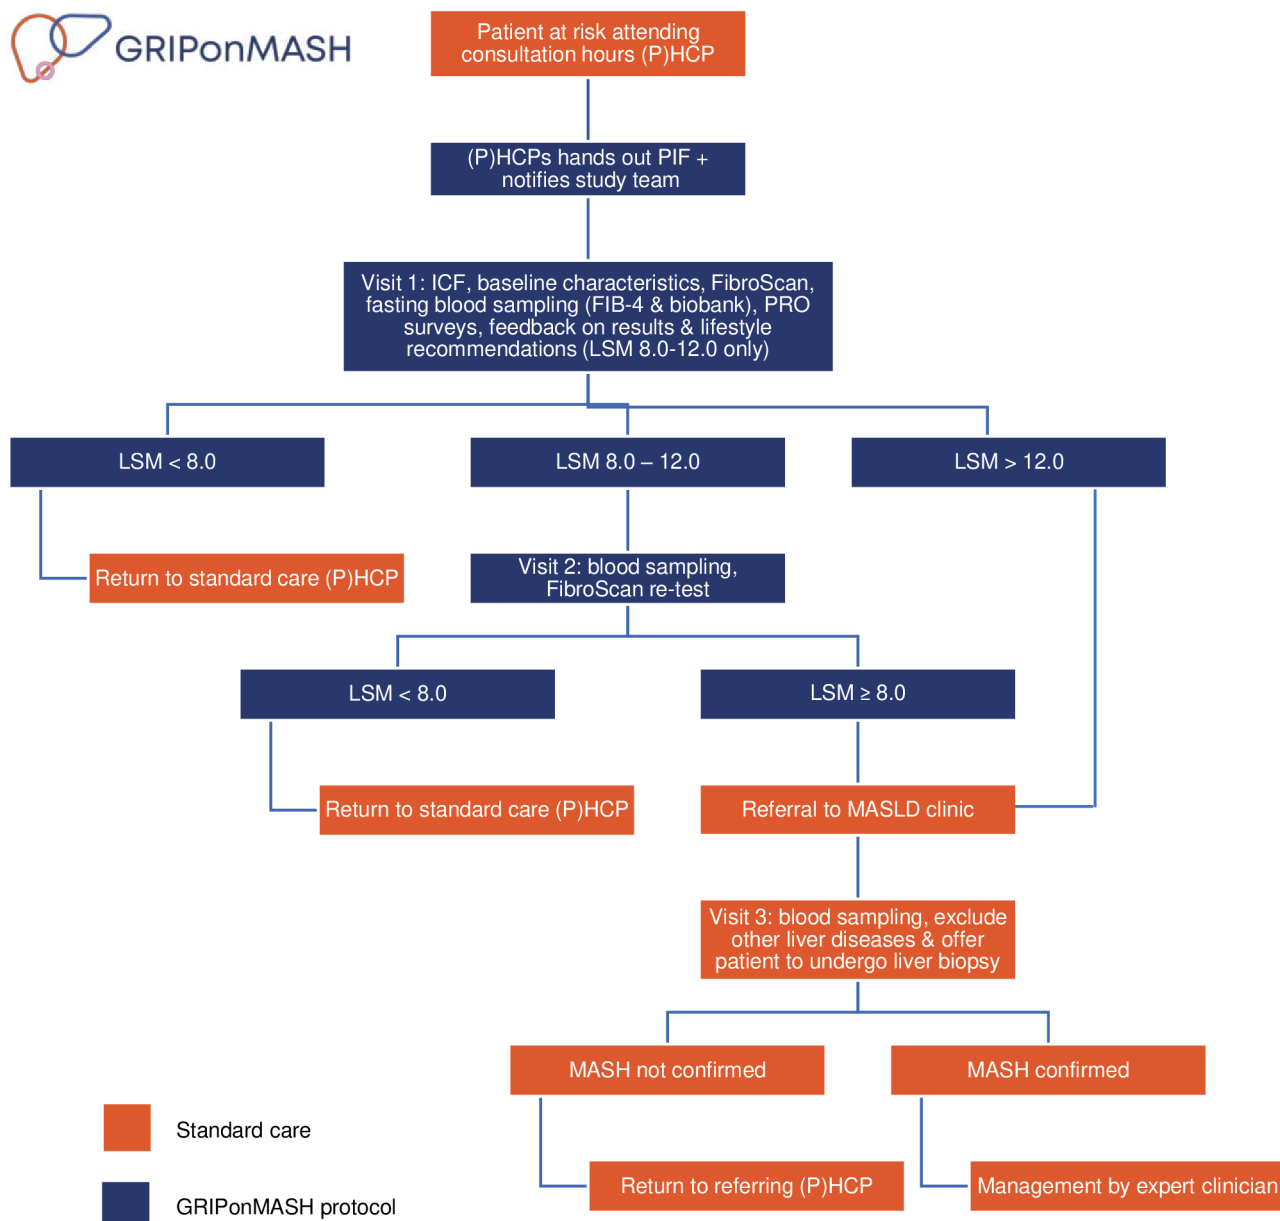 GRIPonMASH
Patient at risk attending
consultation hours (P)HCP
(P)HCPs hands out PIF +
notifies study team
Visit 1: ICF, baseline characteristics, FibroScan,
fasting blood sampling (FIB-4 & biobank), PRO
surveys, feedback on results & lifestyle
recommendations (LSM 8.0-12.0 only)
LSM < 8.0
LSM 8.0 – 12.0
LSM > 12.0
Return to standard care (P)HCP
Visit 2: blood sampling,
FibroScan re-test
LSM < 8.0
LSM ≥ 8.0
Return to standard care (P)HCP
Referral to MASLD clinic
Visit 3: blood sampling, exclude
other liver diseases & offer
patient to undergo liver biopsy
MASH not confirmed
MASH confirmed
Return to referring (P)HCP
Management by expert clinician
Standard care
GRIPonMASH protocol